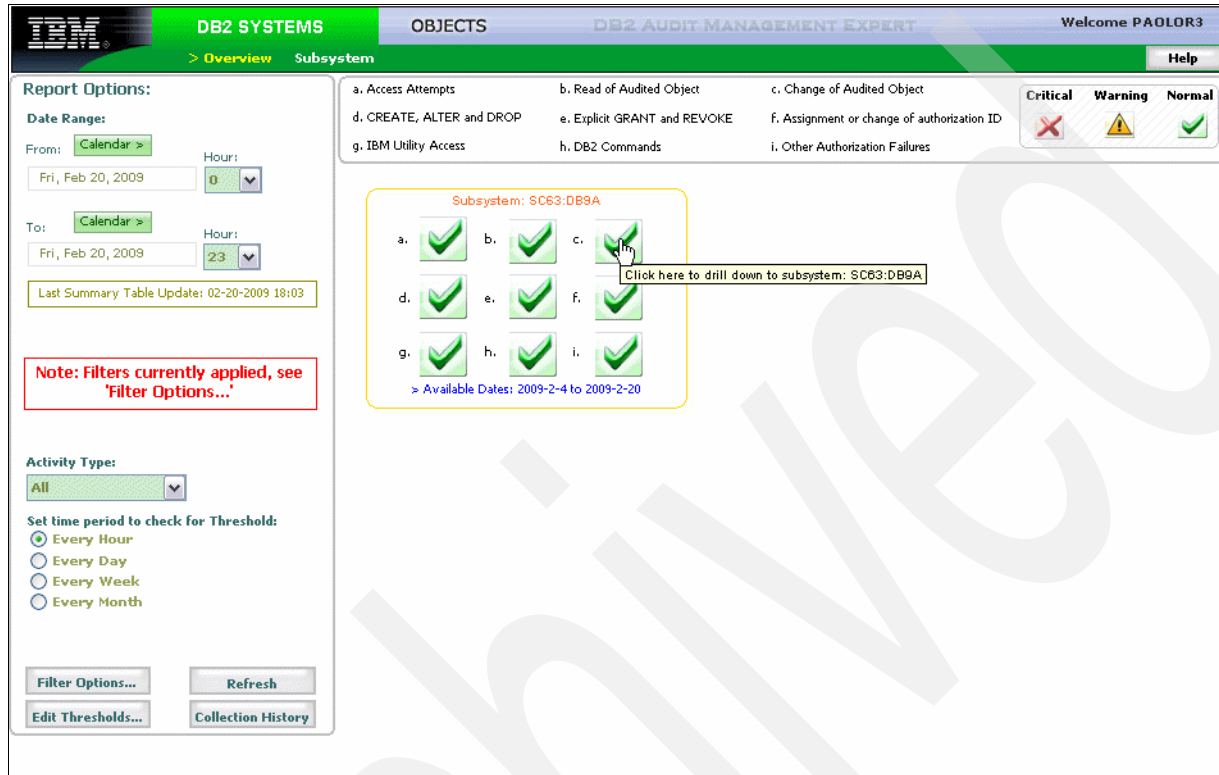 IBM®
DB2 SYSTEMS
OBJECTS
DB2 AUDIT MANAGEMENT EXPERT
Welcome PAOLOR3
> Overview Subsystem
Help
Report Options:
Date Range:
From: Calendar >
Hour:
Fri, Feb 20, 2009
0
To: Calendar >
Hour:
Fri, Feb 20, 2009
23
Last Summary Table Update: 02-20-2009 18:03
Note: Filters currently applied, see
'Filter Options...'
Activity Type:
All
Set time period to check for Threshold:
Every Hour
Every Day
Every Week
Every Month
Filter Options...
Refresh
Edit Thresholds...
Collection History
a. Access Attempts
b. Read of Audited Object
c. Change of Audited Object
d. CREATE, ALTER and DROP
e. Explicit GRANT and REVOKE
f. Assignment or change of authorization ID
g. IBM Utility Access
h. DB2 Commands
i. Other Authorization Failures
Critical
Warning
Normal
Subsystem: SC63:DB9A
a.
b.
c.
Click here to drill down to subsystem: SC63:DB9A
d.
e.
f.
g.
h.
i.
> Available Dates: 2009-2-4 to 2009-2-20